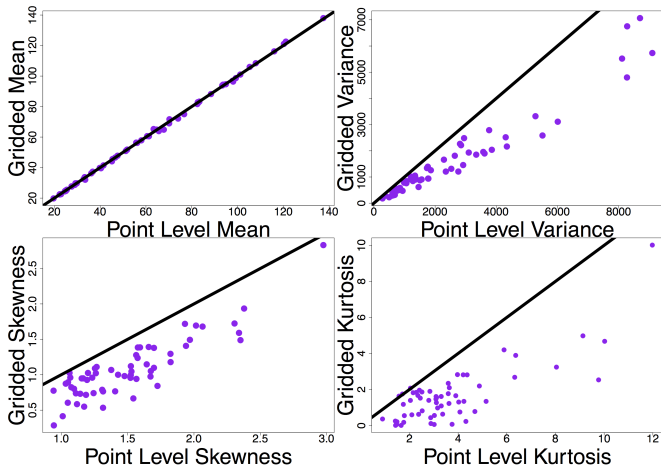 Gridded Mean
20 40 60 80 100 120 140
20 40 60 80 100 120 140
Point Level Mean
Gridded Variance
0 1000 3000 5000 7000
2000 4000 6000 8000
Point Level Variance
Gridded Skewness
0.5 1.0 1.5 2.0 2.5
1.0 1.5 2.0 2.5 3.0
Point Level Skewness
Gridded Kurtosis
0 2 4 6 8 10
2 4 6 8 10 12
Point Level Kurtosis